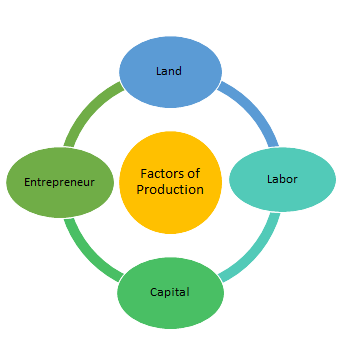 Land
Entrepreneur
Factors of
Production
Labor
Capital